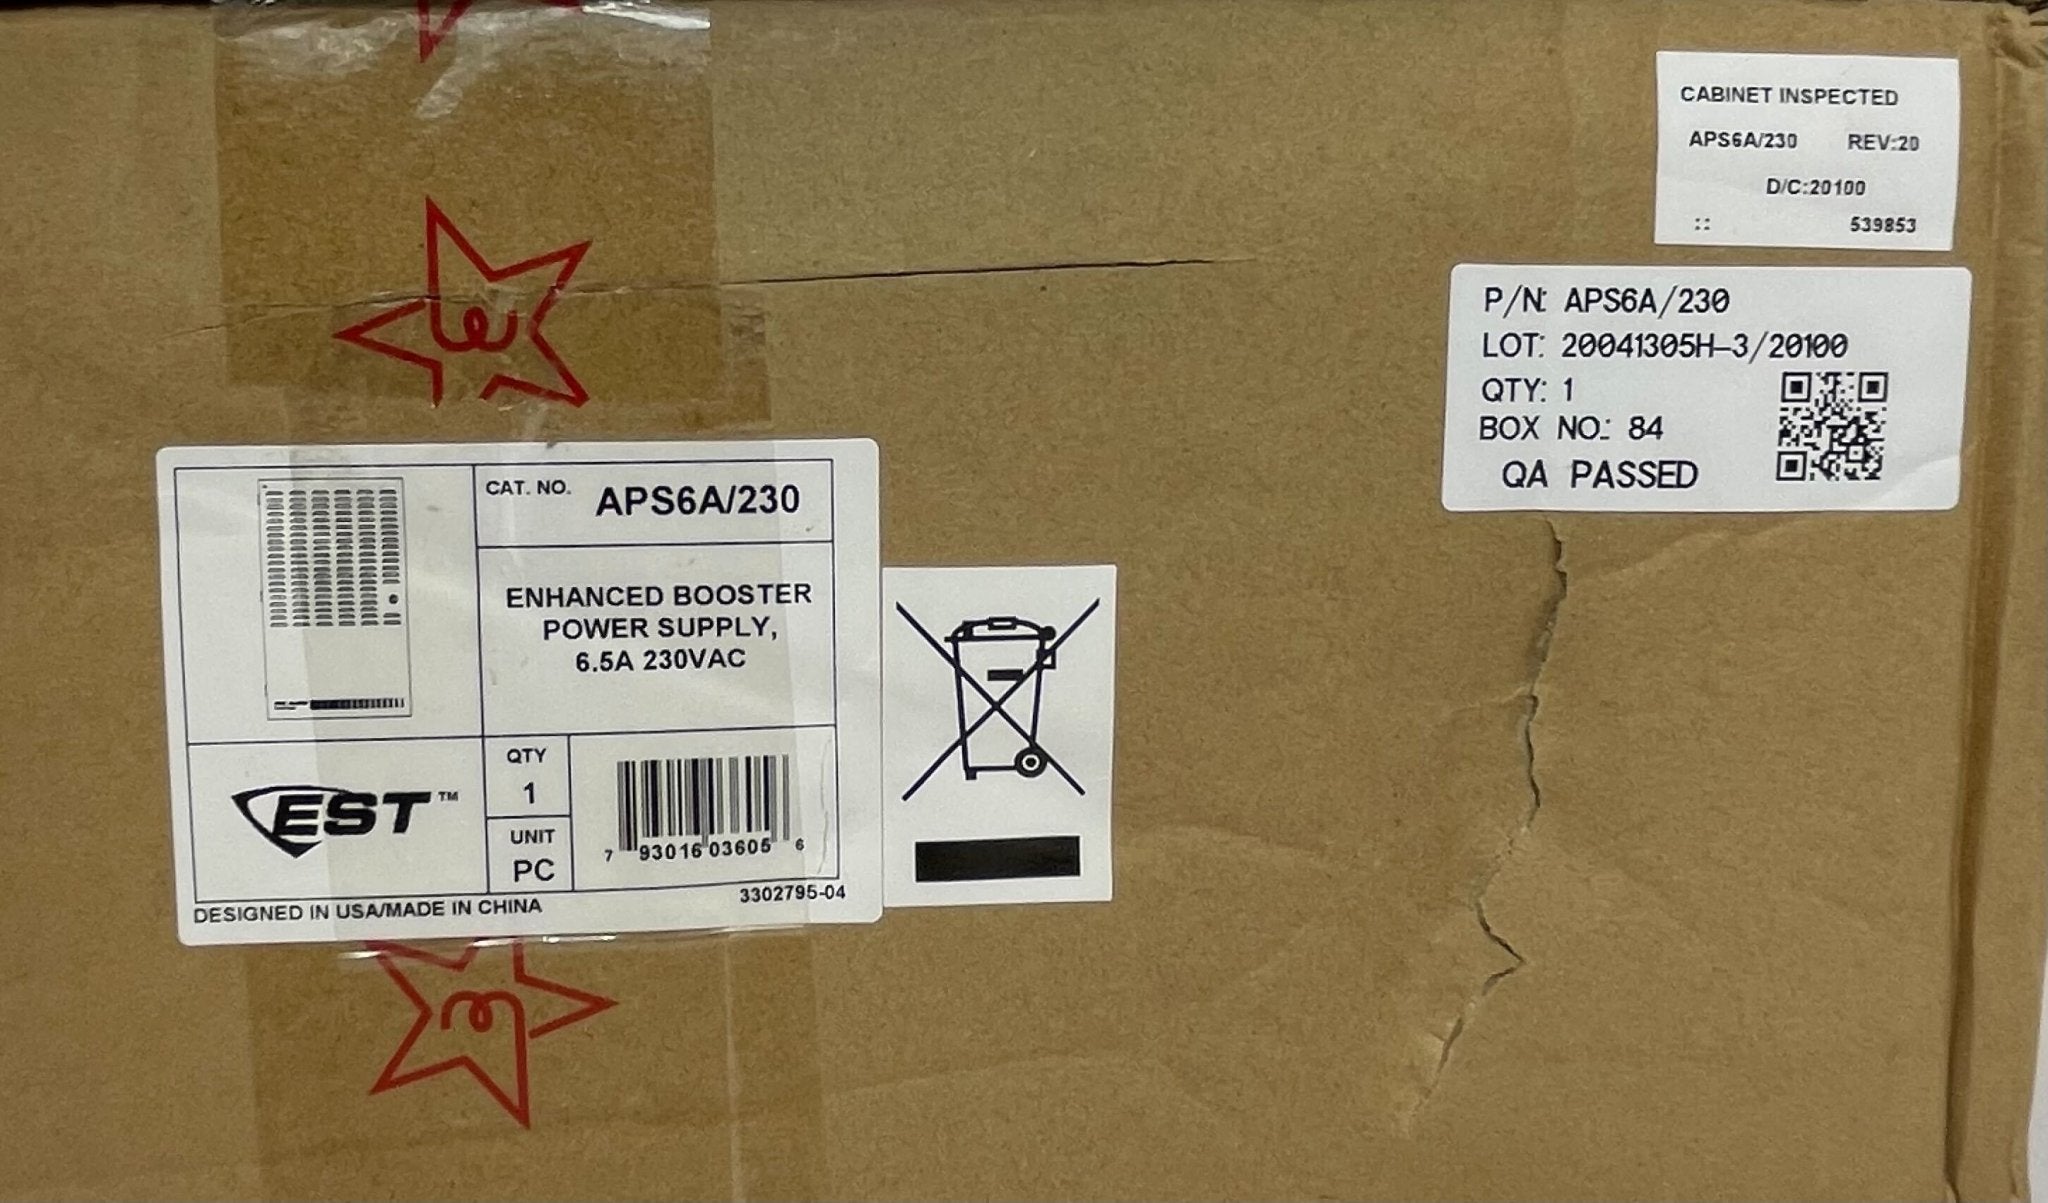 CABINET INSPECTED
APS6A/230 REV:20
D/C:20100
:: 539853
P/N: APS6A/230
LOT: 20041305H-3/20100
QTY: 1
BOX NO.: 84
QA PASSED
CAT. NO. APS6A/230
ENHANCED BOOSTER
POWER SUPPLY,
6.5A 230VAC
EST™
QTY
1
UNIT
PC
7 93016 03605 6
DESIGNED IN USA/MADE IN CHINA
3302795-04